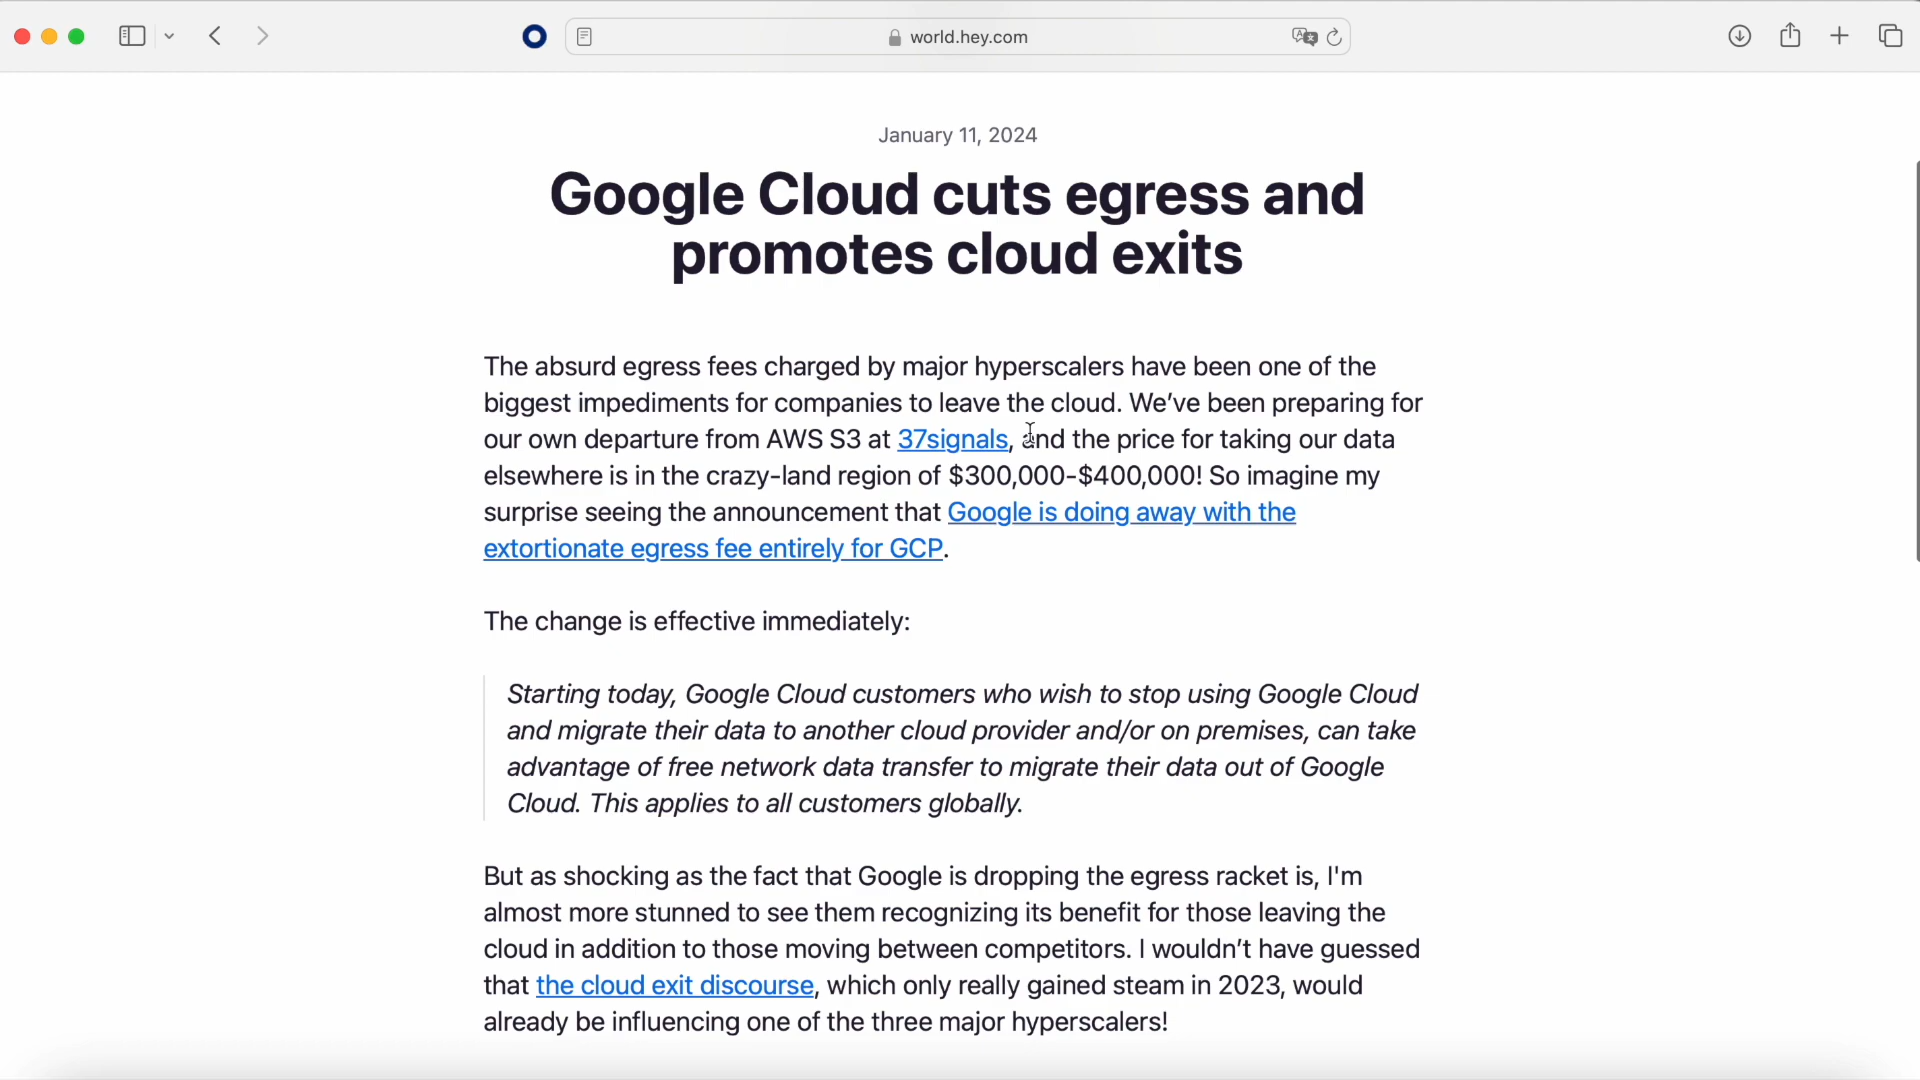 world.hey.com
January 11, 2024
Google Cloud cuts egress and
promotes cloud exits
The absurd egress fees charged by major hyperscalers have been one of the
biggest impediments for companies to leave the cloud. We’ve been preparing for
our own departure from AWS S3 at 37signals, and the price for taking our data
elsewhere is in the crazy-land region of $300,000-$400,000! So imagine my
surprise seeing the announcement that Google is doing away with the
extortionate egress fee entirely for GCP.
The change is effective immediately:
Starting today, Google Cloud customers who wish to stop using Google Cloud
and migrate their data to another cloud provider and/or on premises, can take
advantage of free network data transfer to migrate their data out of Google
Cloud. This applies to all customers globally.
But as shocking as the fact that Google is dropping the egress racket is, I'm
almost more stunned to see them recognizing its benefit for those leaving the
cloud in addition to those moving between competitors. I wouldn’t have guessed
that the cloud exit discourse, which only really gained steam in 2023, would
already be influencing one of the three major hyperscalers!